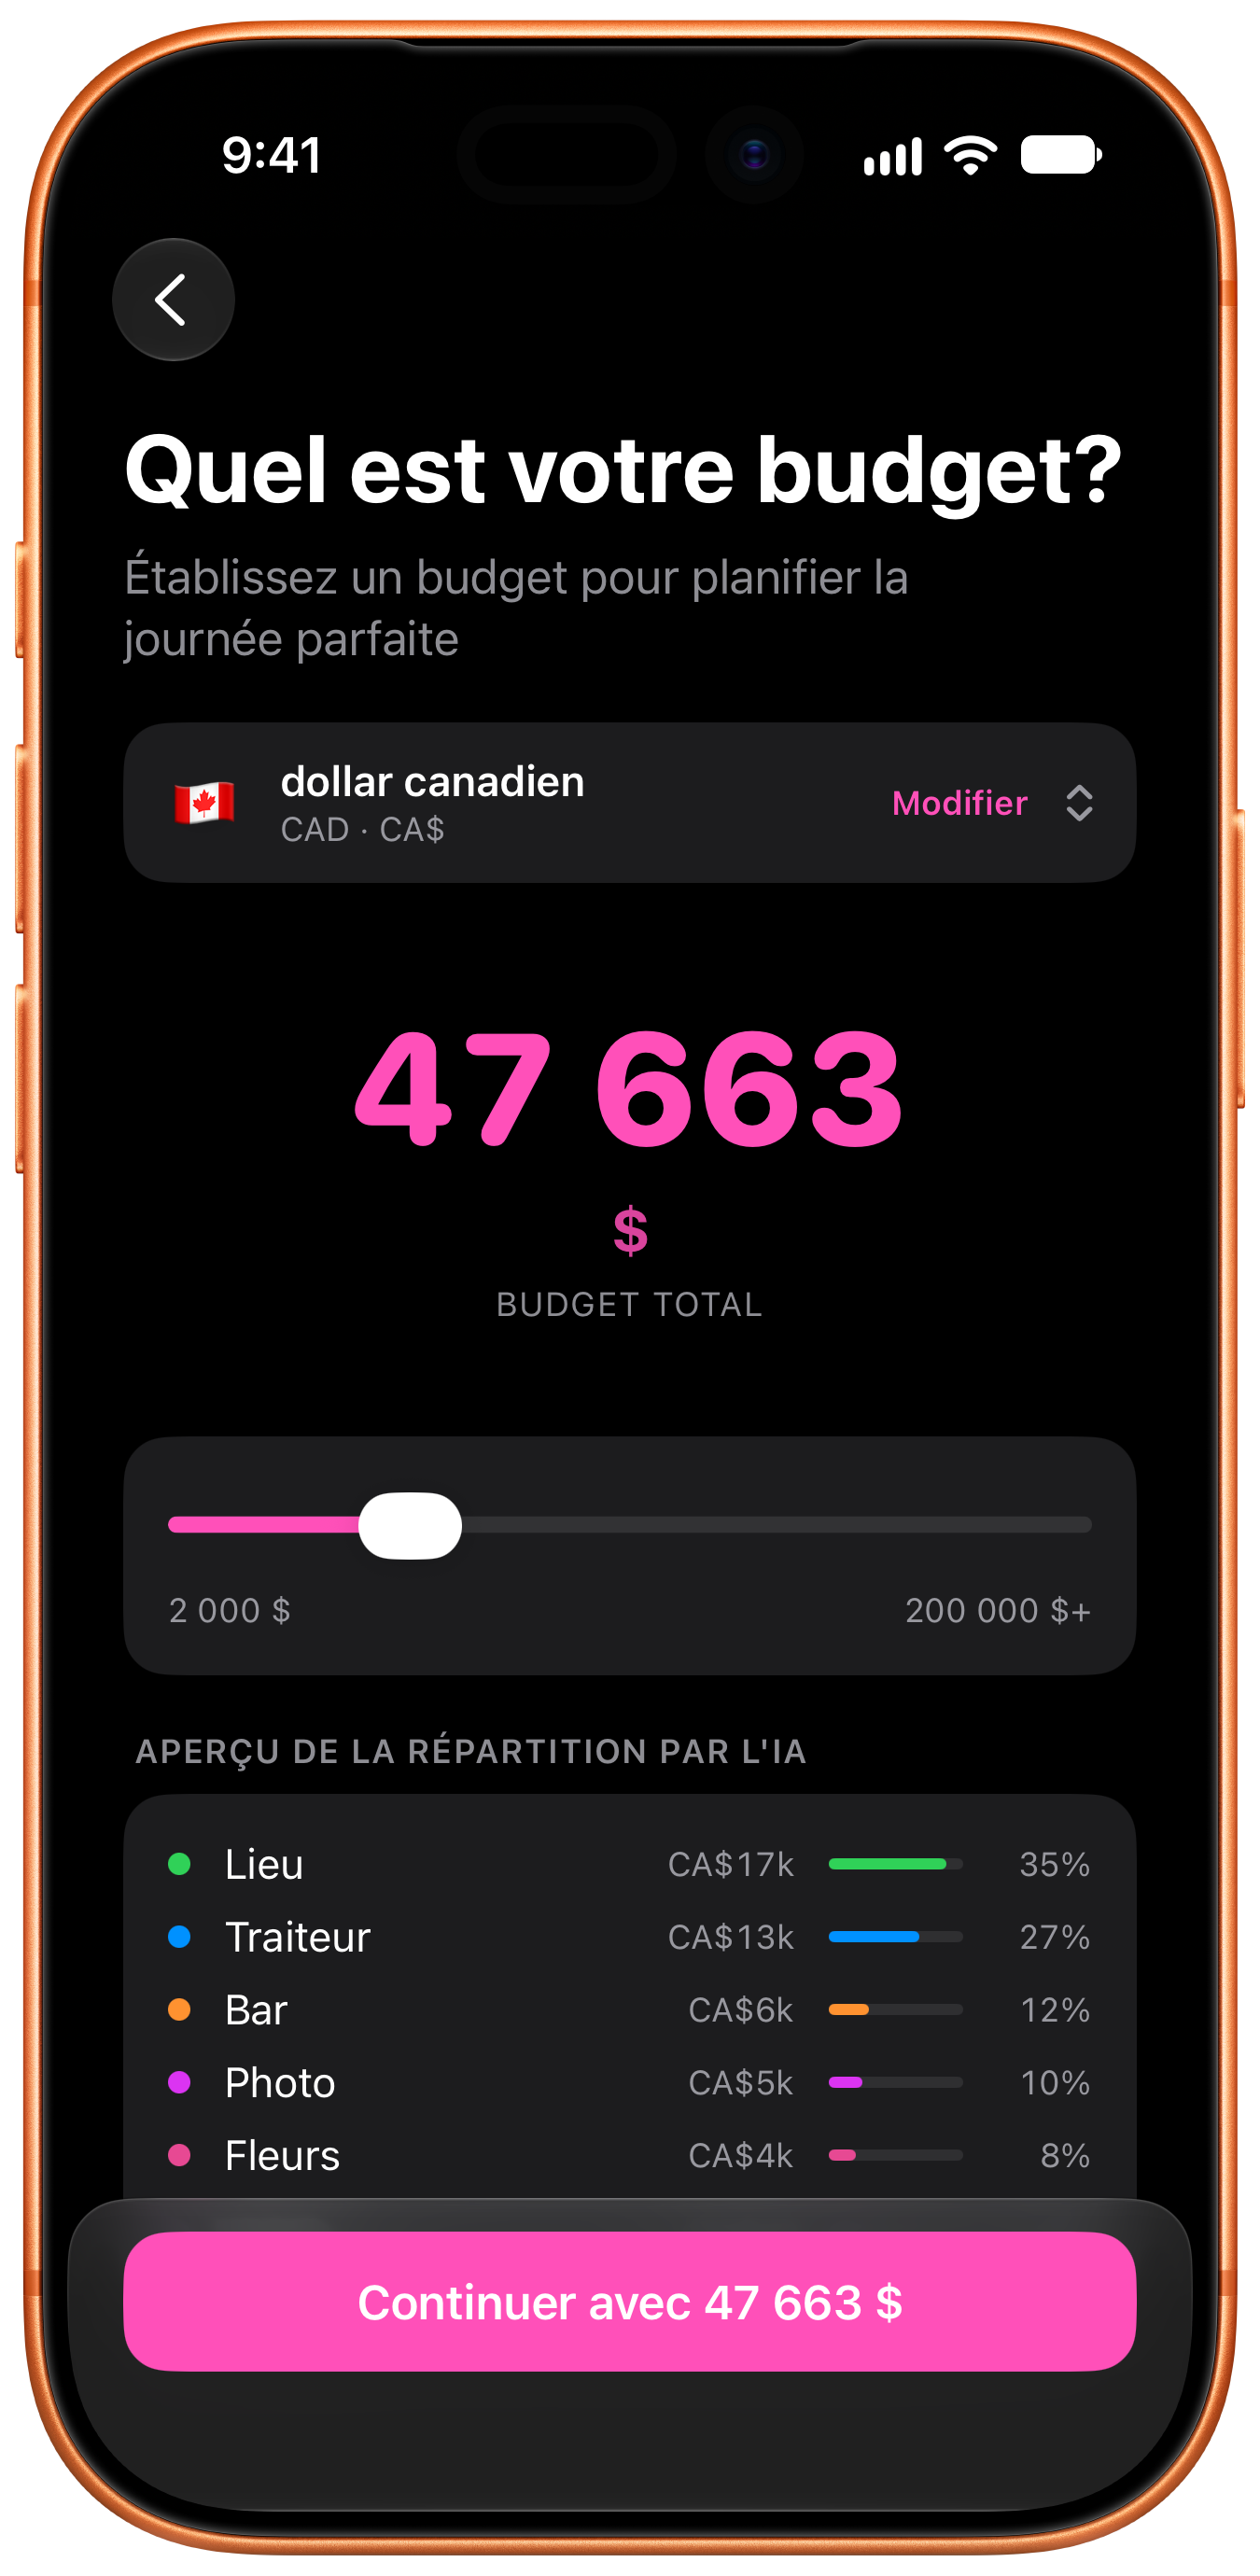 9:41
Quel est votre budget?
Établissez un budget pour planifier la
journée parfaite
dollar canadien
CAD · CA$
Modifier
47 663
$
BUDGET TOTAL
2 000 $
200 000 $+
APERÇU DE LA RÉPARTITION PAR L'IA
Lieu CA$17k 35%
Traiteur CA$13k 27%
Bar CA$6k 12%
Photo CA$5k 10%
Fleurs CA$4k 8%
Continuer avec 47 663 $